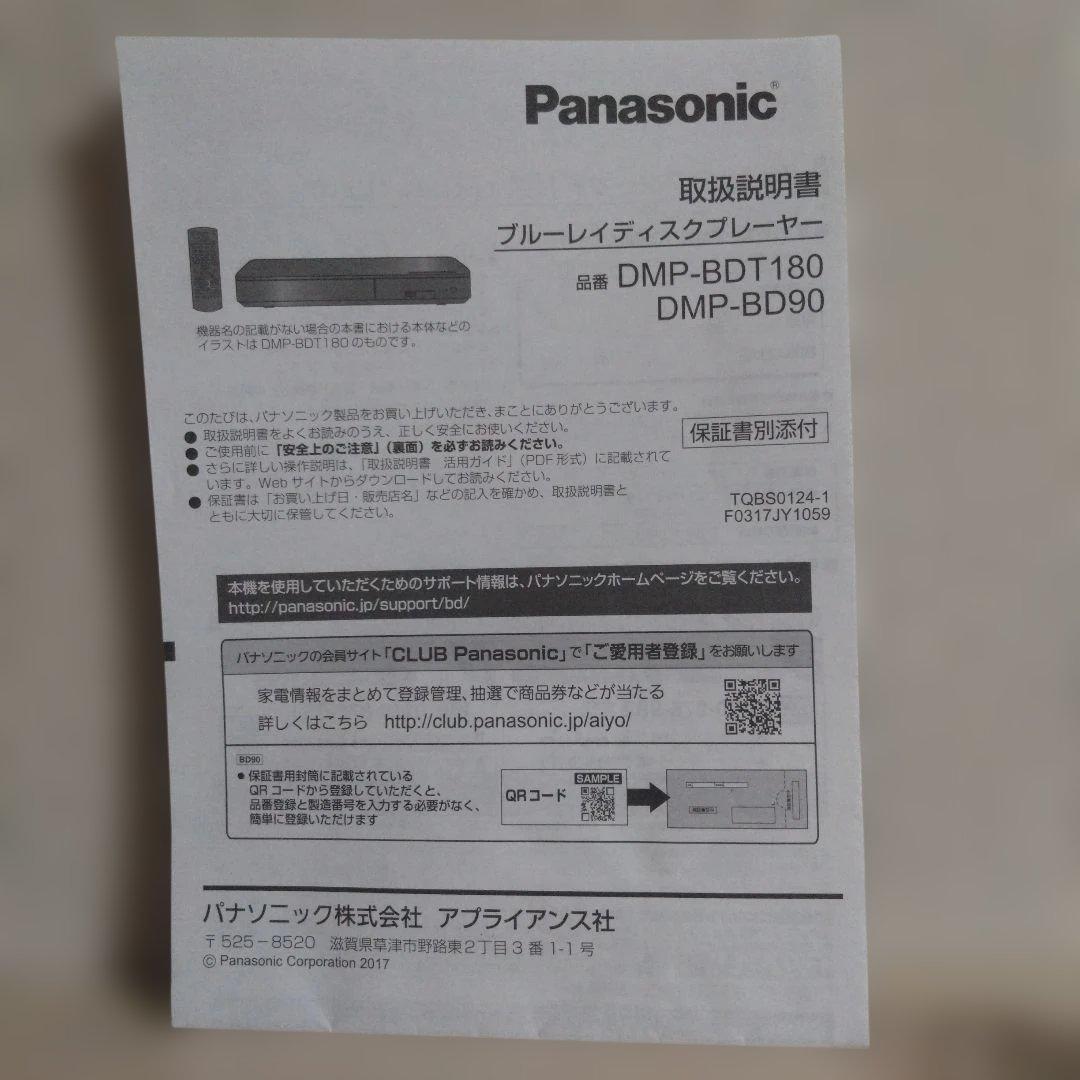 Panasonic®
取扱説明書
ブルーレイディスクプレーヤー
品番 DMP-BDT180
DMP-BD90
機器名の記載がない場合の本書における本体などの
イラストは DMP-BDT180 のものです。
このたびは、パナソニック製品をお買い上げいただき、まことにありがとうございます。
● 取扱説明書をよくお読みのうえ、正しく安全にお使いください。
● ご使用前に「安全上のご注意」（裏面）を必ずお読みください。
● さらに詳しい操作説明は、「取扱説明書 活用ガイド」（PDF 形式）に記載されて
います。Web サイトからダウンロードしてお読みください。
● 保証書は「お買い上げ日・販売店名」などの記入を確かめ、取扱説明書と
ともに大切に保管してください。
保証書別添付
TQBS0124-1
F0317JY1059
本機を使用していただくためのサポート情報は、パナソニックホームページをご覧ください。
http://panasonic.jp/support/bd/
パナソニックの会員サイト「CLUB Panasonic」で「ご愛用者登録」をお願いします
家電情報をまとめて登録管理、抽選で商品券などが当たる
詳しくはこちら http://club.panasonic.jp/aiyo/
BD90
● 保証書用封筒に記載されている
QR コードから登録していただくと、
品番登録と製造番号を入力する必要がなく、
簡単に登録いただけます
QRコード
SAMPLE
パナソニック株式会社 アプライアンス社
〒525－8520 滋賀県草津市野路東2丁目3番1-1号
© Panasonic Corporation 2017